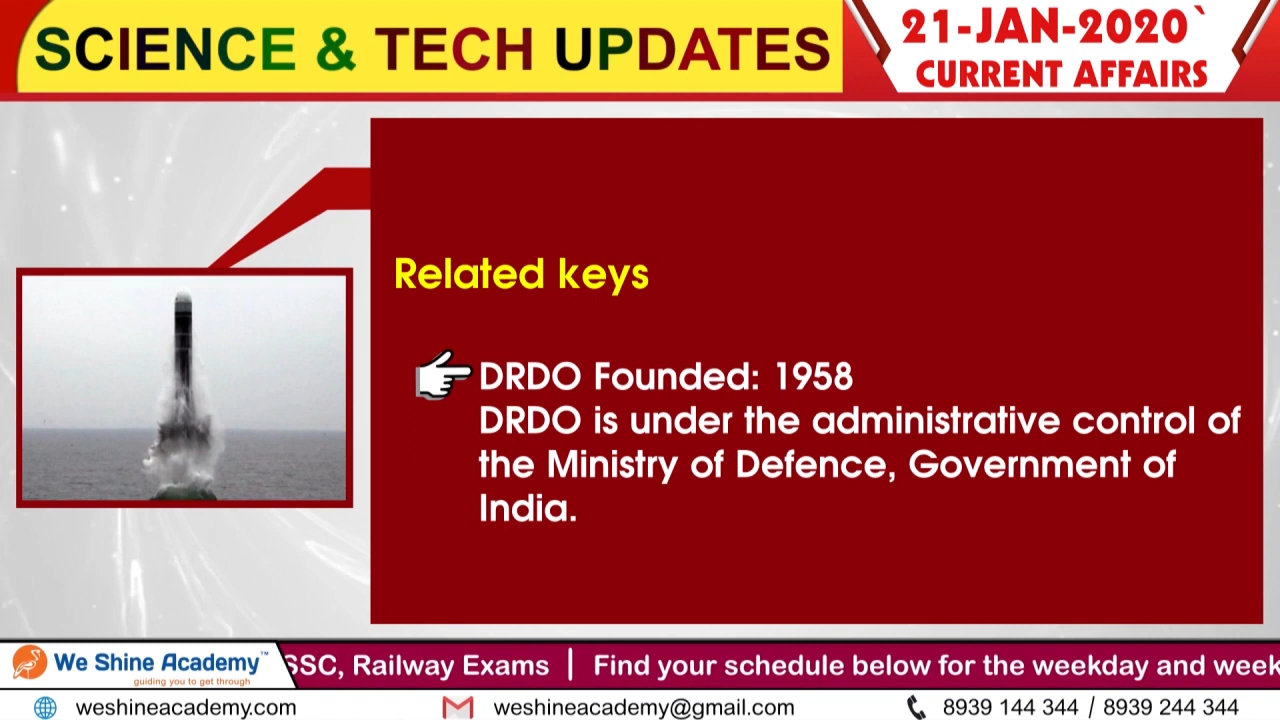 SCIENCE & TECH UPDATES
21-JAN-2020`
CURRENT AFFAIRS
Related keys
DRDO Founded: 1958
DRDO is under the administrative control of
the Ministry of Defence, Government of
India.
We Shine Academy™
guiding you to get through
SSC, Railway Exams | Find your schedule below for the weekday and week
weshineacademy.com
weshineacademy@gmail.com
8939 144 344 / 8939 244 344